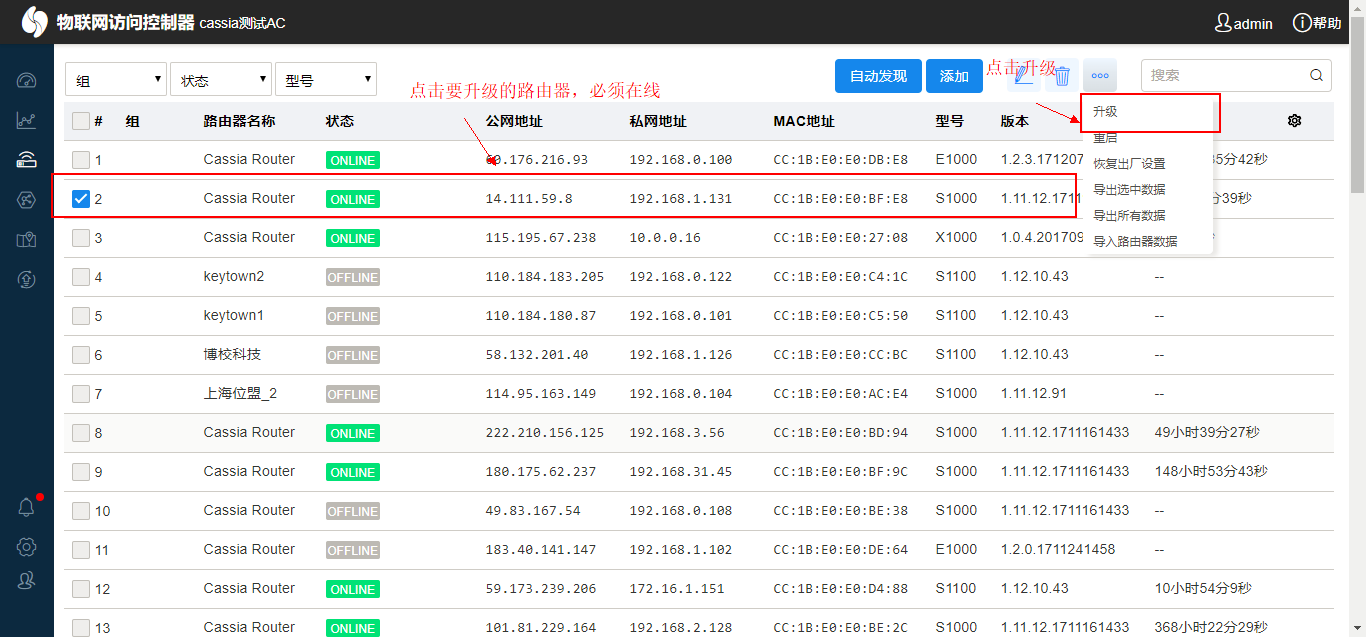 物联网访问控制器 cassia测试AC admin 帮助
组 状态 型号 自动发现 添加 点击升级 搜索
点击要升级的路由器，必须在线
# 组 路由器名称 状态 公网地址 私网地址 MAC地址 型号 版本
升级
重启
恢复出厂设置
导出选中数据
导出所有数据
导入路由器数据
1 Cassia Router ONLINE 60.176.216.93 192.168.0.100 CC:1B:E0:E0:DB:E8 E1000 1.2.3.171207 35分42秒
2 Cassia Router ONLINE 14.111.59.8 192.168.1.131 CC:1B:E0:E0:BF:E8 S1000 1.11.12.1711 分39秒
3 Cassia Router ONLINE 115.195.67.238 10.0.0.16 CC:1B:E0:E0:27:08 X1000 1.0.4.201709
4 keytown2 OFFLINE 110.184.183.205 192.168.0.122 CC:1B:E0:E0:C4:1C S1100 1.12.10.43 --
5 keytown1 OFFLINE 110.184.180.87 192.168.0.101 CC:1B:E0:E0:C5:50 S1100 1.12.10.43 --
6 博校科技 OFFLINE 58.132.201.40 192.168.1.126 CC:1B:E0:E0:CC:BC S1100 1.12.10.43 --
7 上海位盟_2 OFFLINE 114.95.163.149 192.168.0.104 CC:1B:E0:E0:AC:E4 S1000 1.11.12.91 --
8 Cassia Router ONLINE 222.210.156.125 192.168.3.56 CC:1B:E0:E0:BD:94 S1000 1.11.12.1711161433 49小时39分27秒
9 Cassia Router ONLINE 180.175.62.237 192.168.31.45 CC:1B:E0:E0:BF:9C S1000 1.11.12.1711161433 148小时53分43秒
10 Cassia Router OFFLINE 49.83.167.54 192.168.0.108 CC:1B:E0:E0:BE:38 S1000 1.11.12.1711161433 --
11 Cassia Router OFFLINE 183.40.141.147 192.168.1.102 CC:1B:E0:E0:DE:64 E1000 1.2.0.1711241458 --
12 Cassia Router ONLINE 59.173.239.206 172.16.1.151 CC:1B:E0:E0:D4:88 S1100 1.12.10.43 10小时54分9秒
13 Cassia Router ONLINE 101.81.229.164 192.168.2.128 CC:1B:E0:E0:BE:2C S1000 1.11.12.1711161433 368小时22分29秒